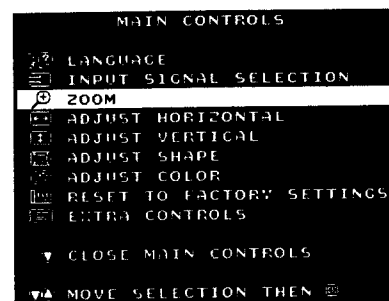 MAIN CONTROLS
LANGUAGE
INPUT SIGNAL SELECTION
ZOOM
ADJUST HORIZONTAL
ADJUST VERTICAL
ADJUST SHAPE
ADJUST COLOR
RESET TO FACTORY SETTINGS
EXTRA CONTROLS
CLOSE MAIN CONTROLS
MOVE SELECTION THEN